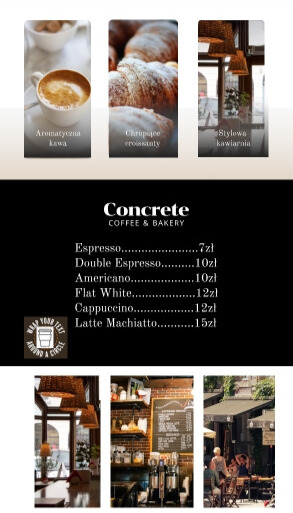 Aromatyczna
kawa
Chrupiące
croissanty
Stylowa
kawiarnia
Concrete
COFFEE & BAKERY
Espresso.......................7zł
Double Espresso..........10zł
Americano...................10zł
Flat White...................12zł
Cappuccino..................12zł
Latte Machiatto...........15zł
WRAP YOUR TEXT
AROUND A CIRCLE